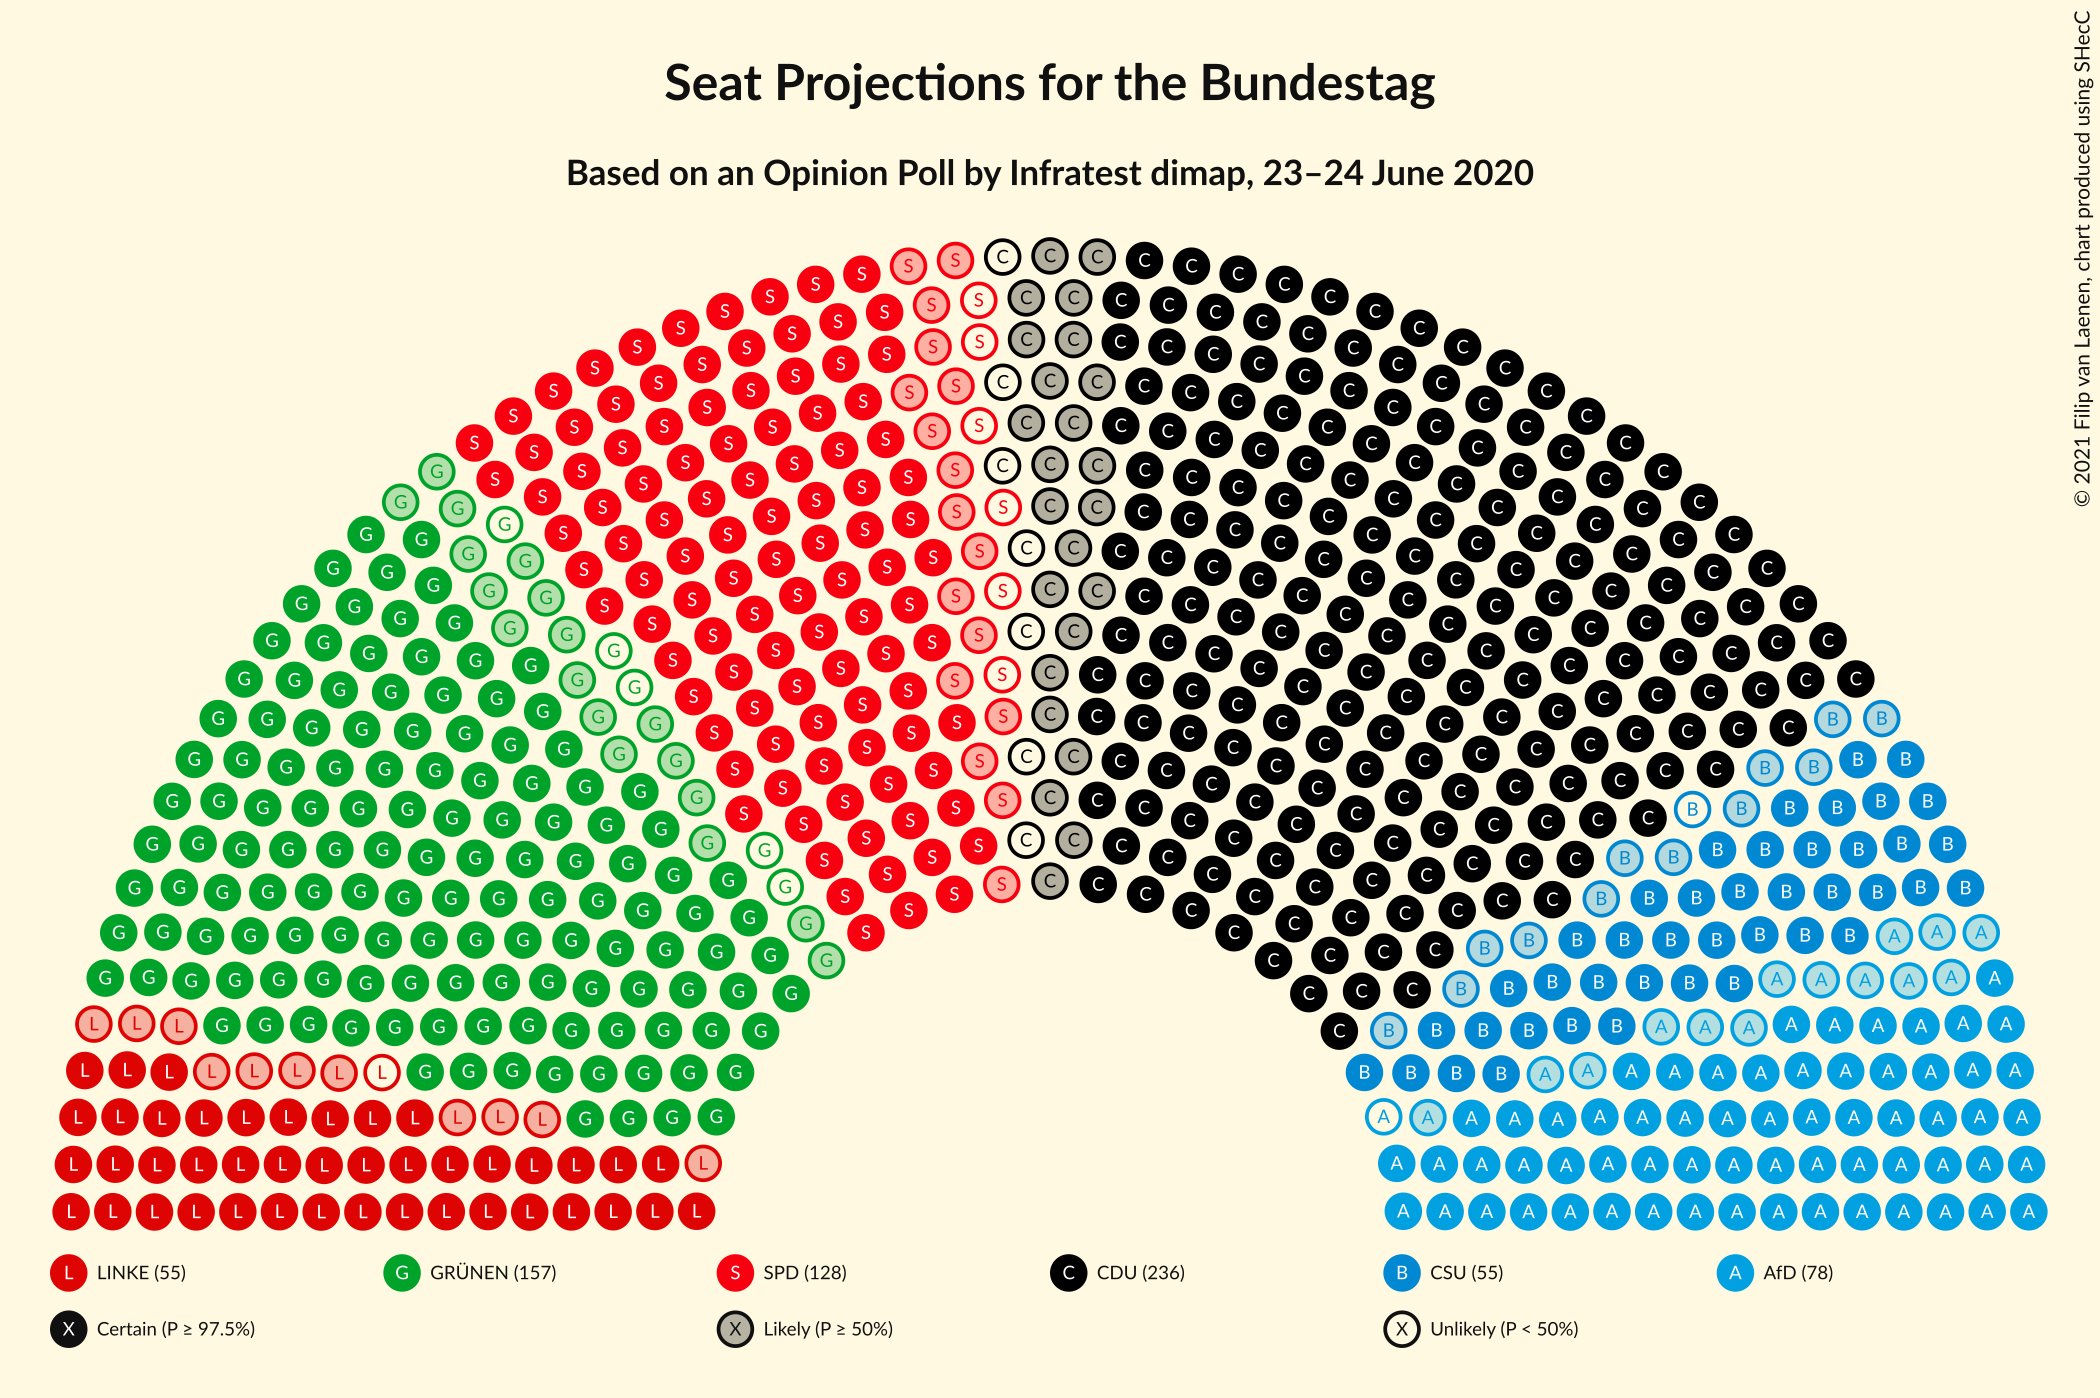 Seat Projections for the Bundestag
Based on an Opinion Poll by Infratest dimap, 23–24 June 2020
© 2021 Filip van Laenen, chart produced using SHecC
L LINKE (55)
G GRÜNEN (157)
S SPD (128)
C CDU (236)
B CSU (55)
A AfD (78)
X Certain (P ≥ 97.5%)
X Likely (P ≥ 50%)
X Unlikely (P < 50%)